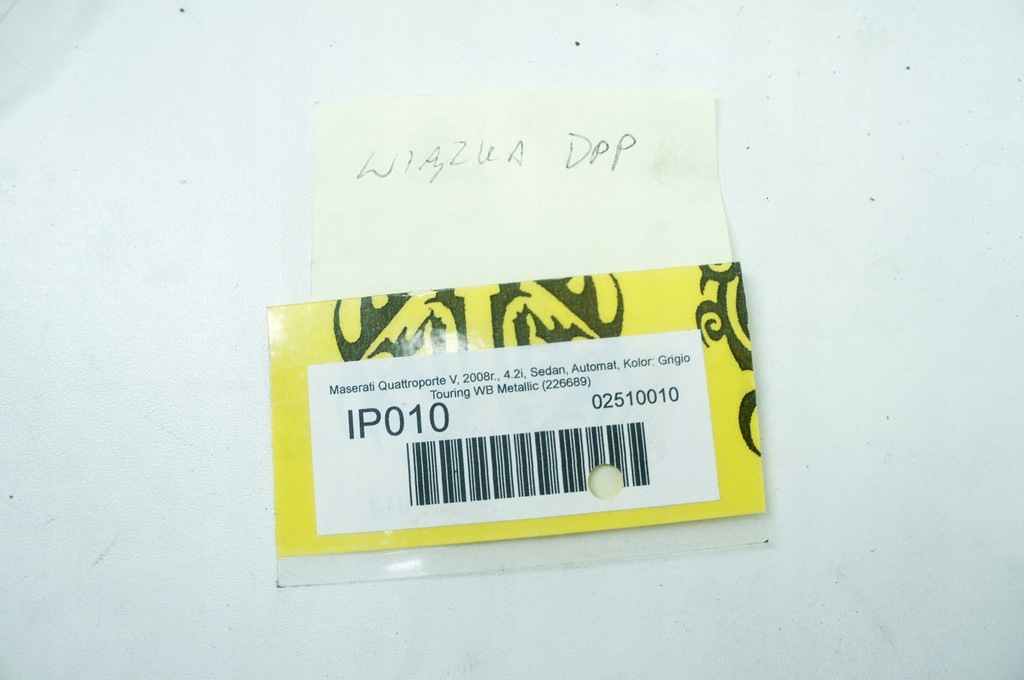 WIĄZKA DPP
Maserati Quattroporte V, 2008r., 4.2i, Sedan, Automat, Kolor: Grigio
Touring WB Metallic (226689)
IP010
02510010